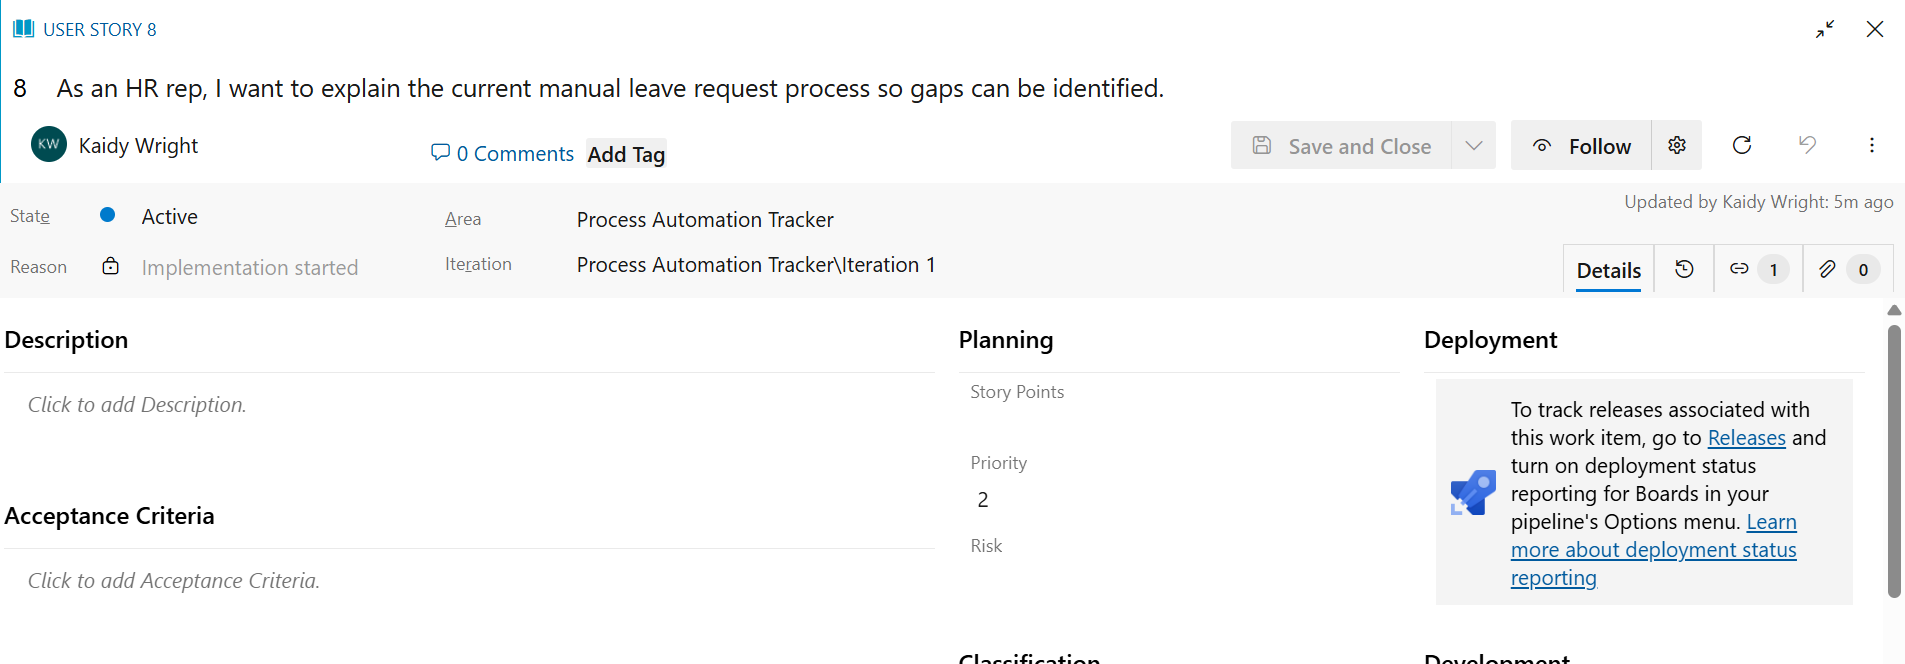 USER STORY 8
8 As an HR rep, I want to explain the current manual leave request process so gaps can be identified.
KW Kaidy Wright
0 Comments
Add Tag
Save and Close
Follow
State
Active
Area
Process Automation Tracker
Updated by Kaidy Wright: 5m ago
Reason
Implementation started
Iteration
Process Automation Tracker\Iteration 1
Details
1
0
Description
Click to add Description.
Acceptance Criteria
Click to add Acceptance Criteria.
Planning
Story Points
Priority
2
Risk
Classification
Deployment
To track releases associated with
this work item, go to Releases and
turn on deployment status
reporting for Boards in your
pipeline's Options menu. Learn
more about deployment status
reporting
Development